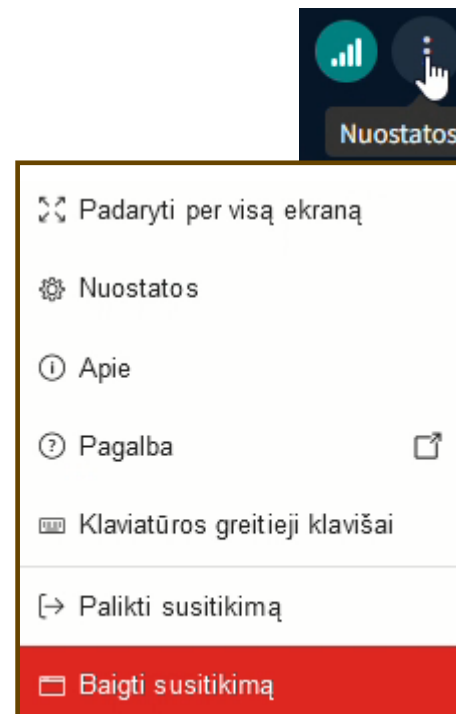 Nuostatos
Padaryti per visą ekraną
Nuostatos
Apie
Pagalba
Klaviatūros greitieji klavišai
Palikti susitikimą
Baigti susitikimą